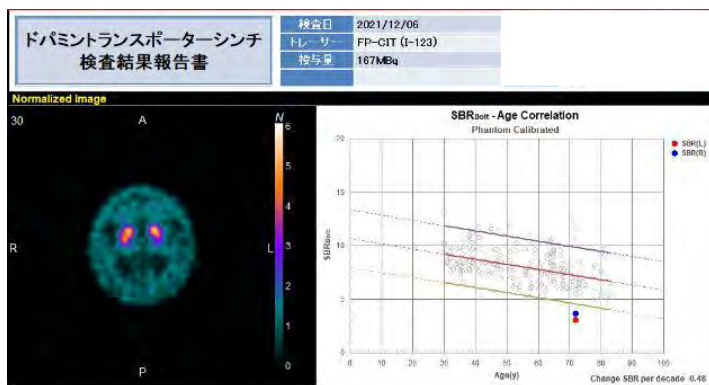 ドパミントランスポーターシンチ
検査結果報告書
検査日 2021/12/06
トレーサー FP-CIT (I-123)
投与量 167MBq
Normalized Image
30
A
R
L
P
N
6
5
4
3
2
1
0
SBRBolt - Age Correlation
Phantom Calibrated
SBR(L)
SBR(R)
SBRBolt
20
15
10
5
0
0 10 20 30 40 50 60 70 80 90 100
Age(y)
Change SBR per decade -0.48